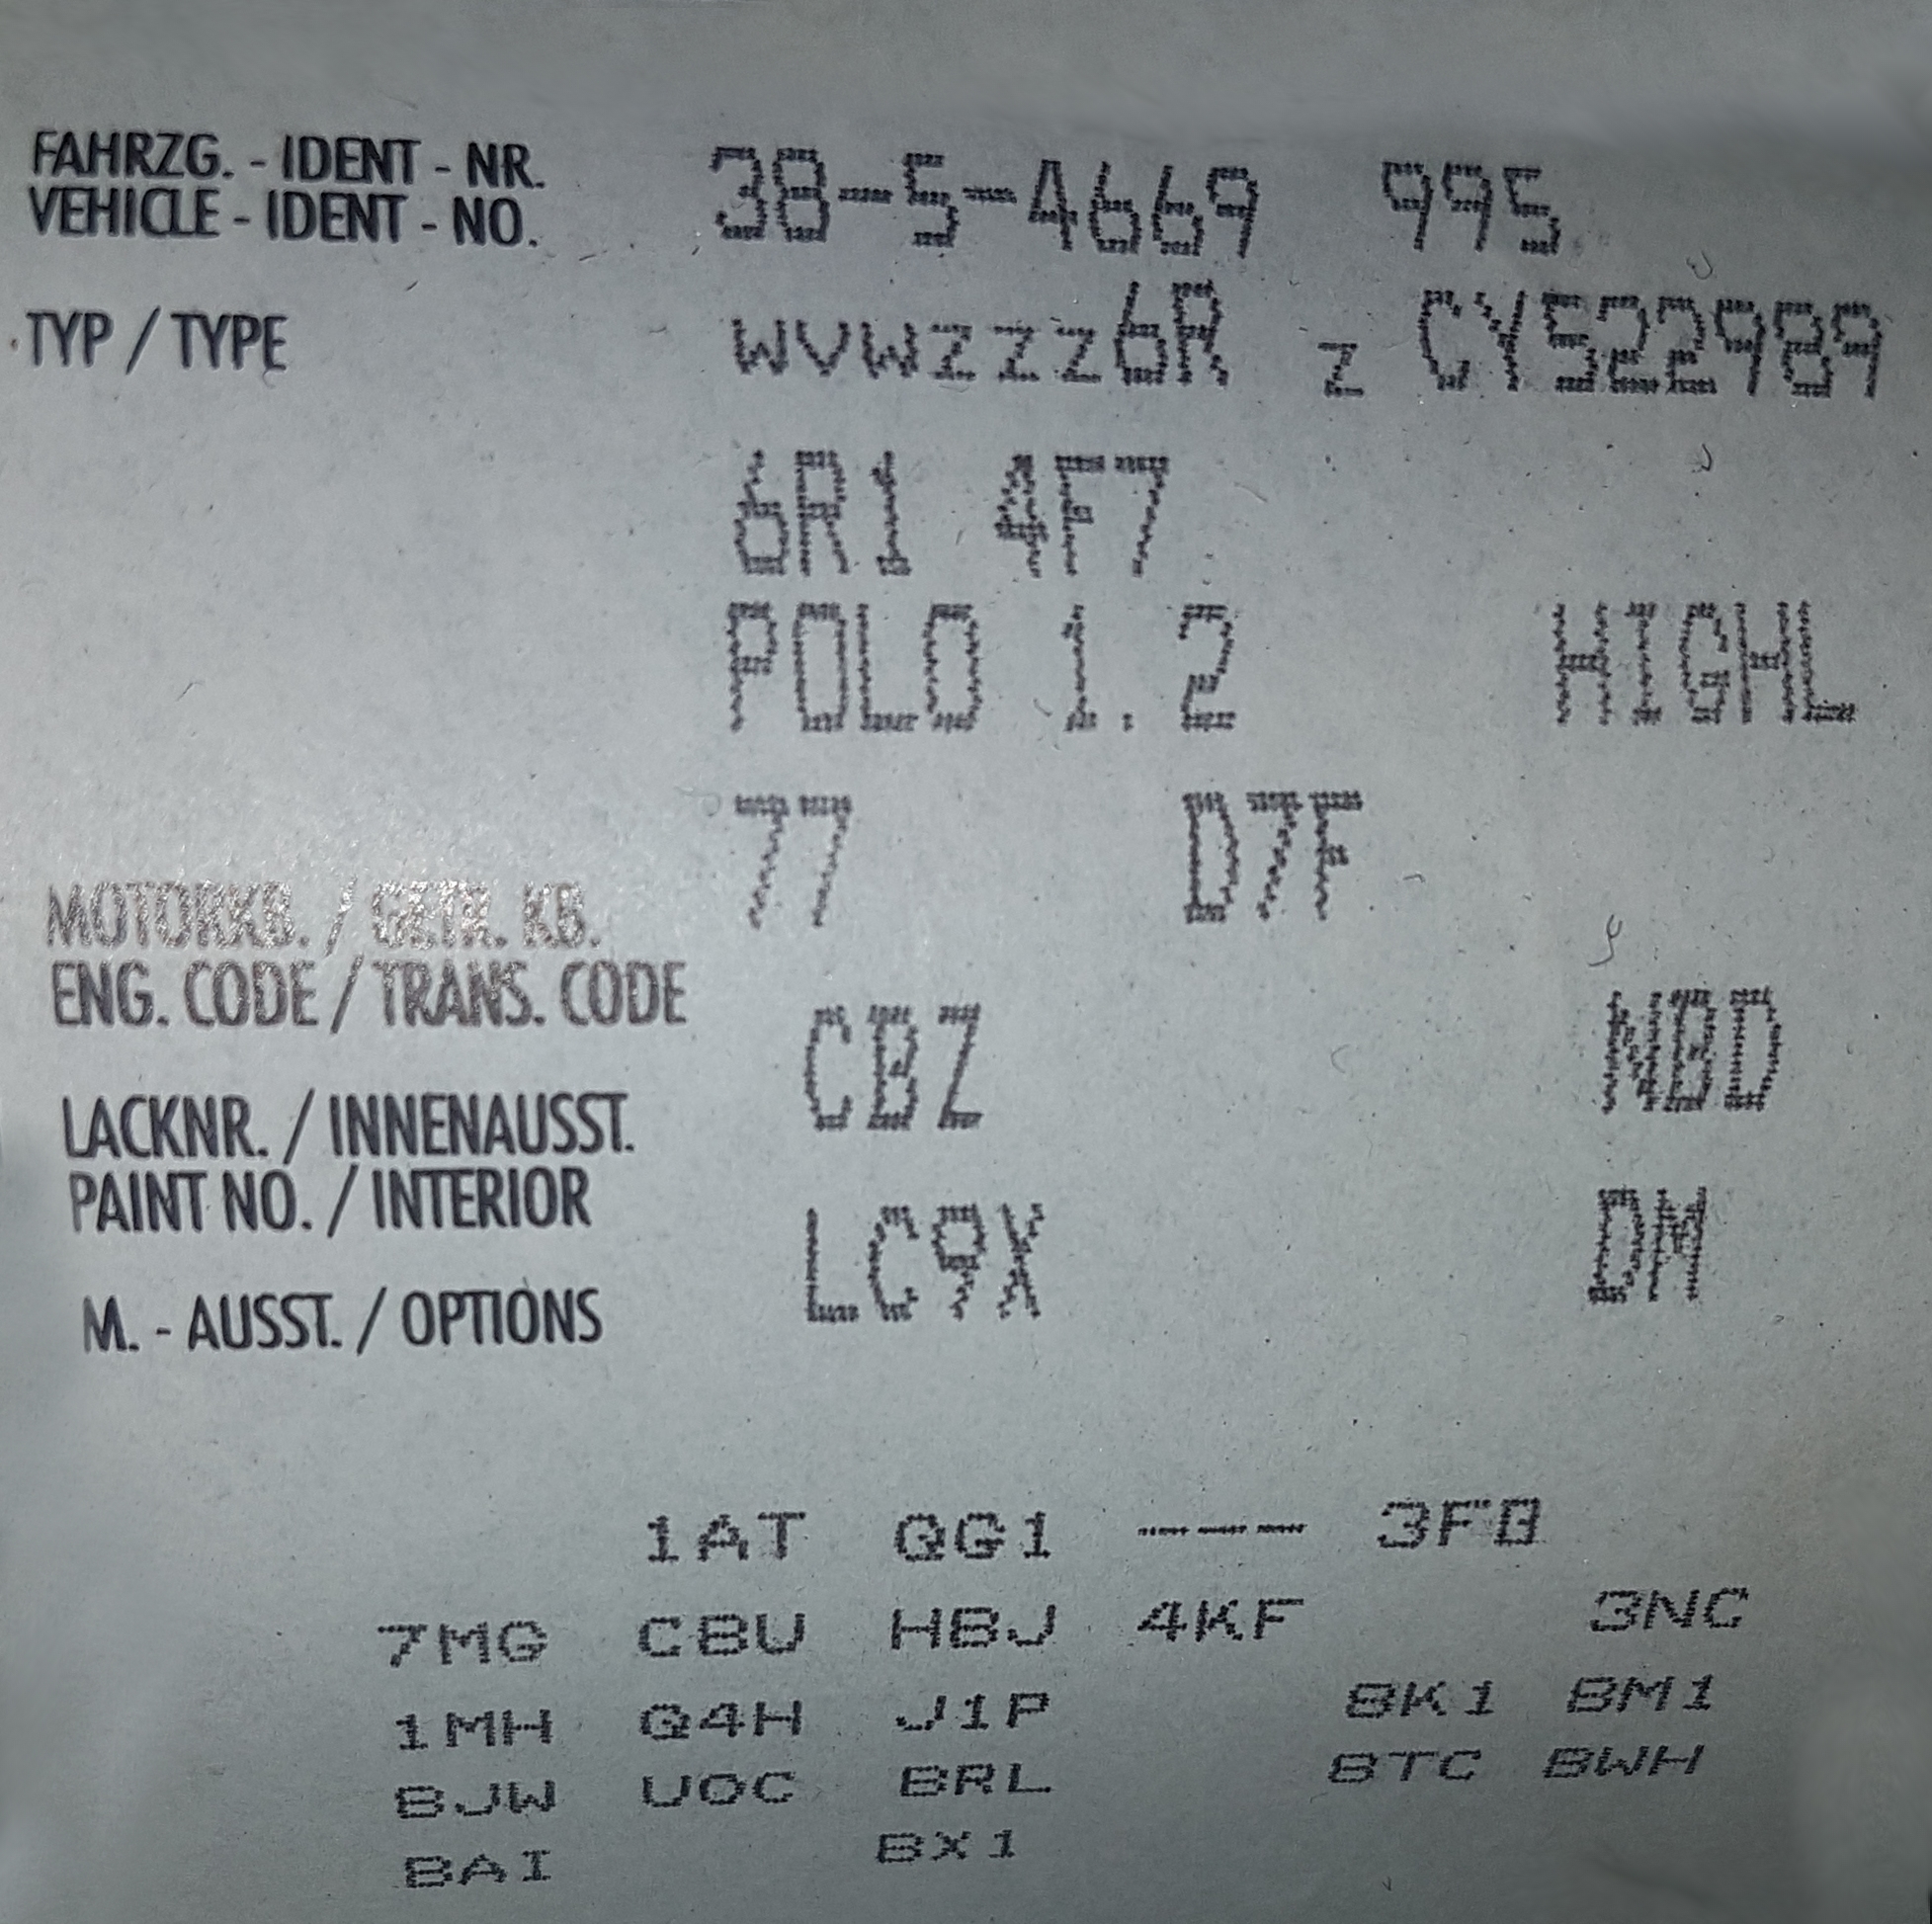 FAHRZG. - IDENT - NR.
VEHICLE - IDENT - NO.
38-5-4669 995
TYP / TYPE
WVWZZZ6R Z CY522989
6R1 4F7
POLO 1.2 HIGHL
77 D7F
MOTORKB. / GETR. KB.
ENG. CODE / TRANS. CODE
CBZ NBD
LACKNR. / INNENAUSST.
PAINT NO. / INTERIOR
LC9X DM
M. - AUSST. / OPTIONS
1AT QG1 --- 3FB
7MG CBU HBJ 4KF 3NC
1MH Q4H J1P 8K1 8M1
8JW UOC 8RL 8TC 8WH
8AI 8X1